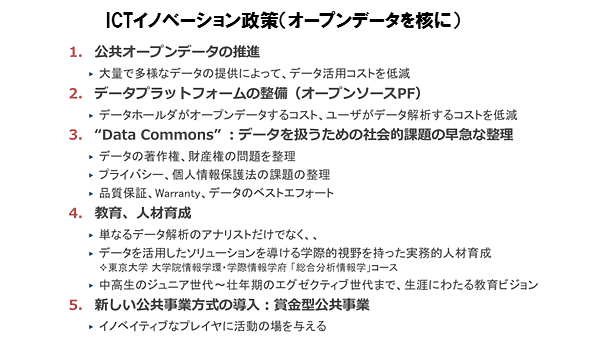 ICTイノベーション政策(オープンデータを核に)
1. 公共オープンデータの推進
▸ 大量で多様なデータの提供によって、データ活用コストを低減
2. データプラットフォームの整備（オープンソースPF）
▸ データホールダがオープンデータするコスト、ユーザがデータ解析するコストを低減
3. “Data Commons” ：データを扱うための社会的課題の早急な整理
▸ データの著作権、財産権の問題を整理
▸ プライバシー、個人情報保護法の課題の整理
▸ 品質保証、Warranty、データのベストエフォート
4. 教育、人材育成
▸ 単なるデータ解析のアナリストだけでなく、、
▸ データを活用したソリューションを導ける学際的視野を持った実務的人材育成
✧東京大学 大学院情報学環・学際情報学府 「総合分析情報学」コース
▸ 中高生のジュニア世代～壮年期のエグゼクティブ世代まで、生涯にわたる教育ビジョン
5. 新しい公共事業方式の導入：賞金型公共事業
▸ イノベイティブなプレイヤに活動の場を与える